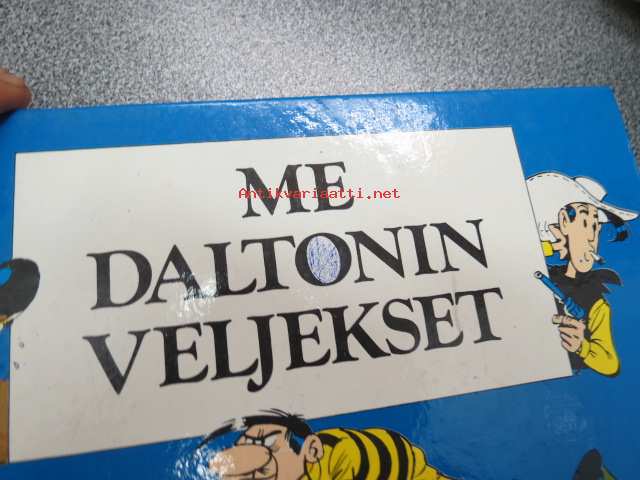 ME
Antikvariaatti.net
DALTONIN
VELJEKSET